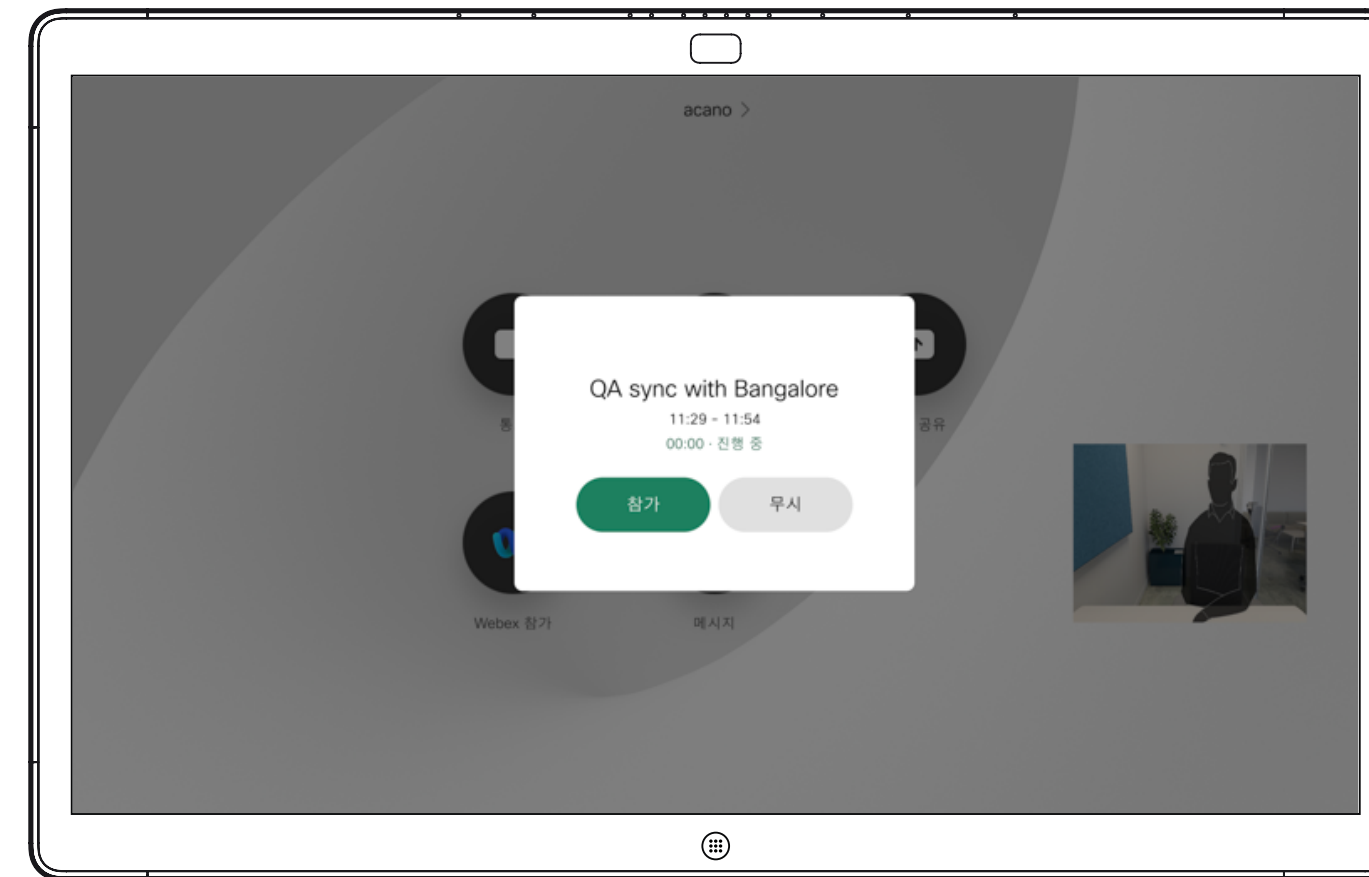 acano
QA sync with Bangalore
11:29 - 11:54
00:00 · 진행 중
참가
무시
통
공유
Webex 참가
메시지